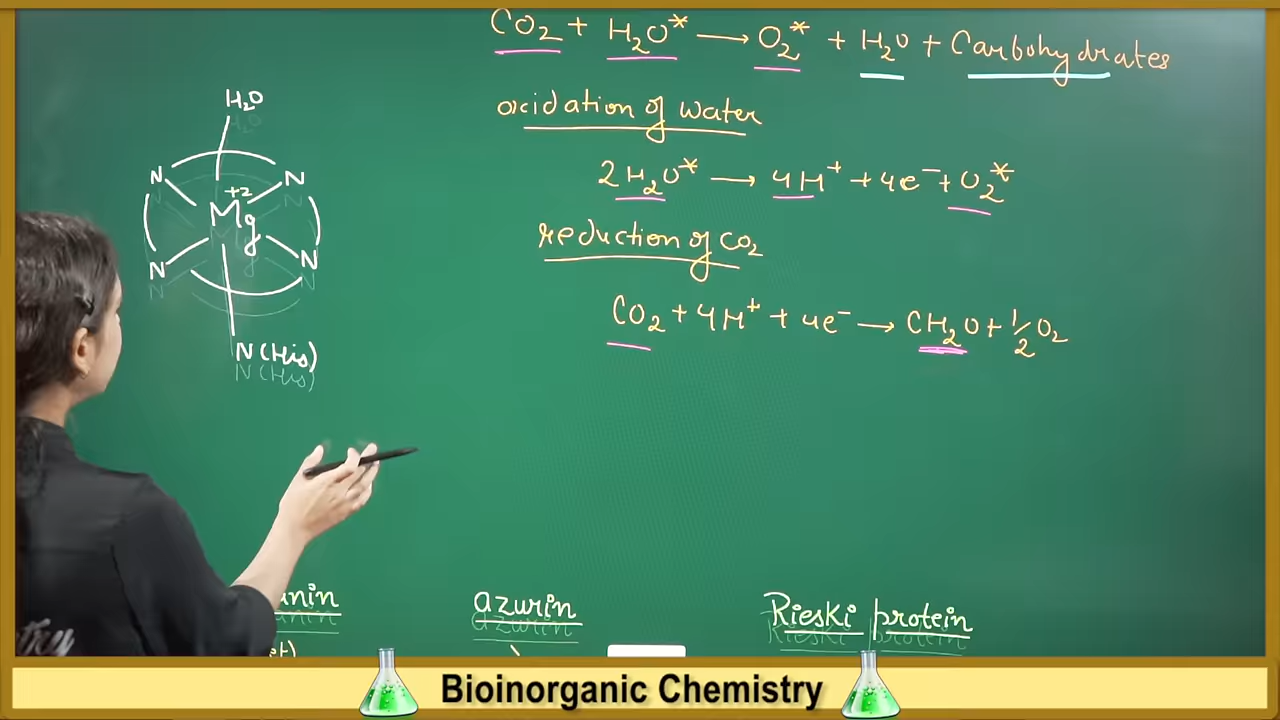 CO₂ + H₂O* → O₂* + H₂O + Carbohydrates
oxidation of water
2H₂O* → 4H⁺ + 4e⁻ + O₂*
reduction of CO₂
CO₂ + 4H⁺ + 4e⁻ → CH₂O + 1/2 O₂
H₂O
N N
Mg +2
N N
N (His)
azurin
Rieski protein
Bioinorganic Chemistry